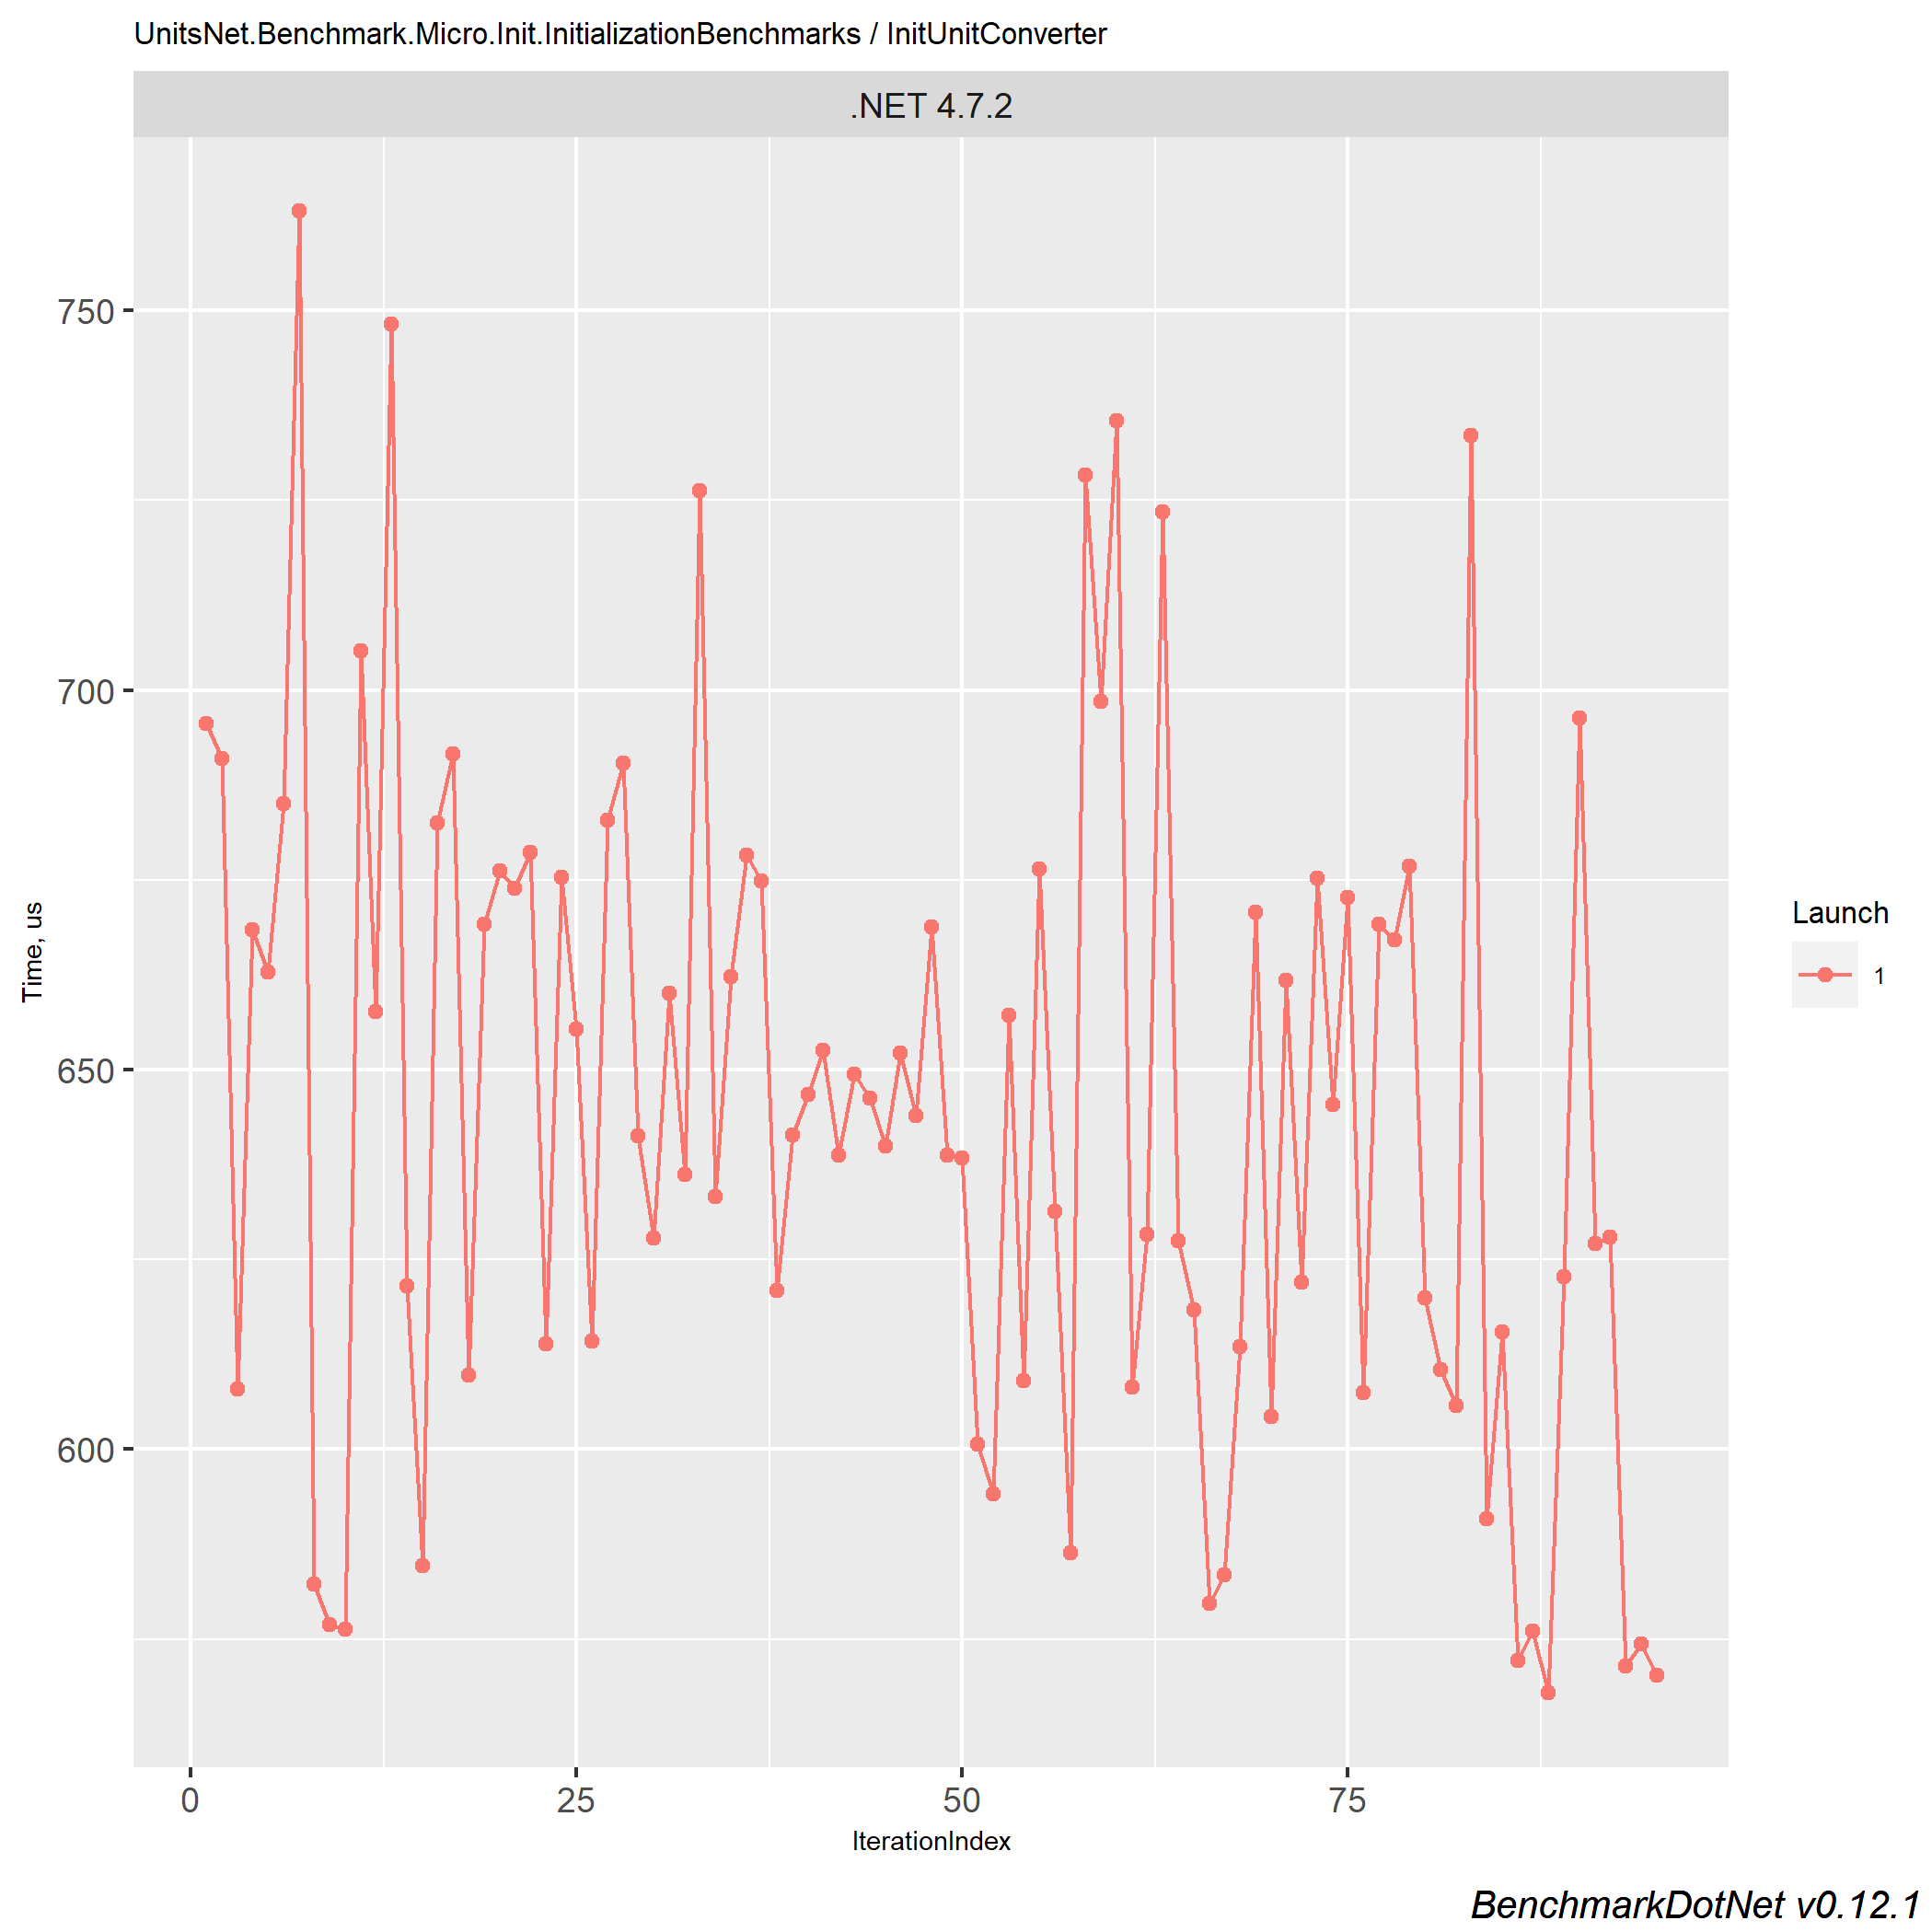 UnitsNet.Benchmark.Micro.Init.InitializationBenchmarks / InitUnitConverter
.NET 4.7.2
750
700
650
600
Time, us
0 25 50 75
IterationIndex
Launch
1
BenchmarkDotNet v0.12.1